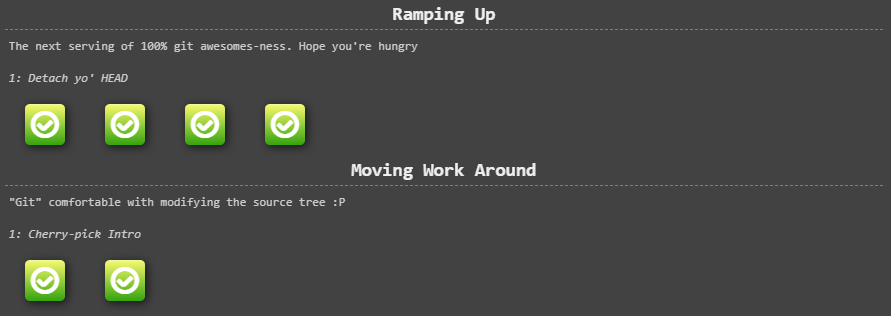 Ramping Up
The next serving of 100% git awesomes-ness. Hope you're hungry
1: Detach yo' HEAD
Moving Work Around
"Git" comfortable with modifying the source tree :P
1: Cherry-pick Intro